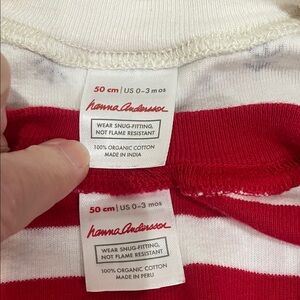 50 cm | US 0-3 mos
hanna andersson
WEAR SNUG-FITTING,
NOT FLAME RESISTANT
100% ORGANIC COTTON
MADE IN INDIA
50 cm | US 0-3 mos
hanna andersson
WEAR SNUG-FITTING,
NOT FLAME RESISTANT
100% ORGANIC COTTON
MADE IN PERU